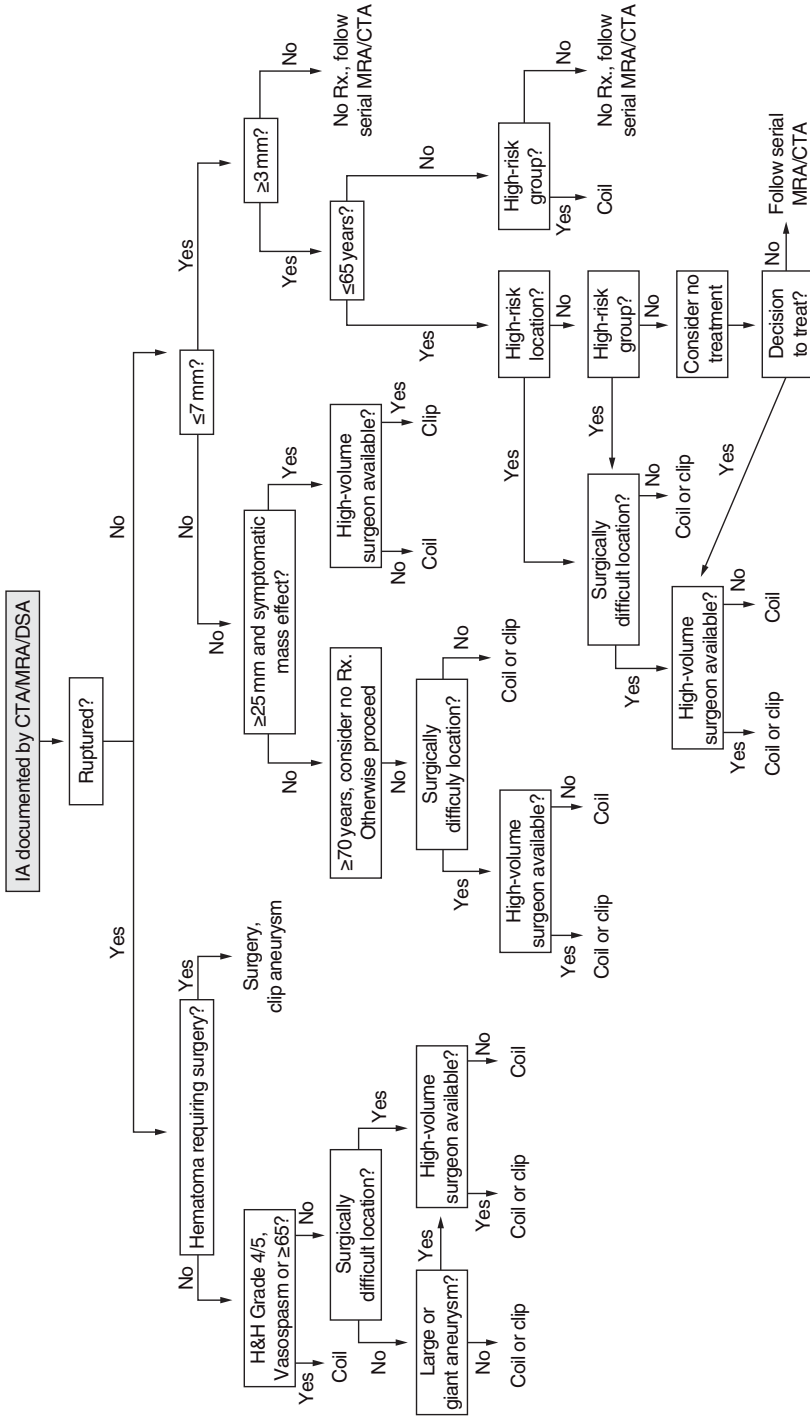 IA documented by CTA/MRA/DSA
Ruptured?
Yes
No
Hematoma requiring surgery?
Yes
Surgery,
clip aneurysm
No
H&H Grade 4/5,
Vasospasm or ≥65?
Yes
Coil
No
Surgically
difficult location?
Yes
High-volume
surgeon available?
Yes
Coil or clip
No
Coil
No
Large or
giant aneurysm?
Yes
No
Coil or clip
≤7 mm?
No
≥25 mm and symptomatic
mass effect?
Yes
High-volume
surgeon available?
No
Coil
Yes
Clip
No
≥70 years, consider no Rx.
Otherwise proceed
No
Surgically
difficuly location?
No
Coil or clip
Yes
High-volume
surgeon available?
Yes
Coil or clip
No
Coil
Yes
≥3 mm?
No
No Rx., follow
serial MRA/CTA
Yes
≤65 years?
No
High-risk
group?
Yes
Coil
No
No Rx., follow
serial MRA/CTA
Yes
High-risk
location?
Yes
No
High-risk
group?
Yes
No
Consider no
treatment
Decision
to treat?
No
Follow serial
MRA/CTA
Yes
Surgically
difficult location?
No
Coil or clip
Yes
High-volume
surgeon available?
Yes
Coil or clip
No
Coil